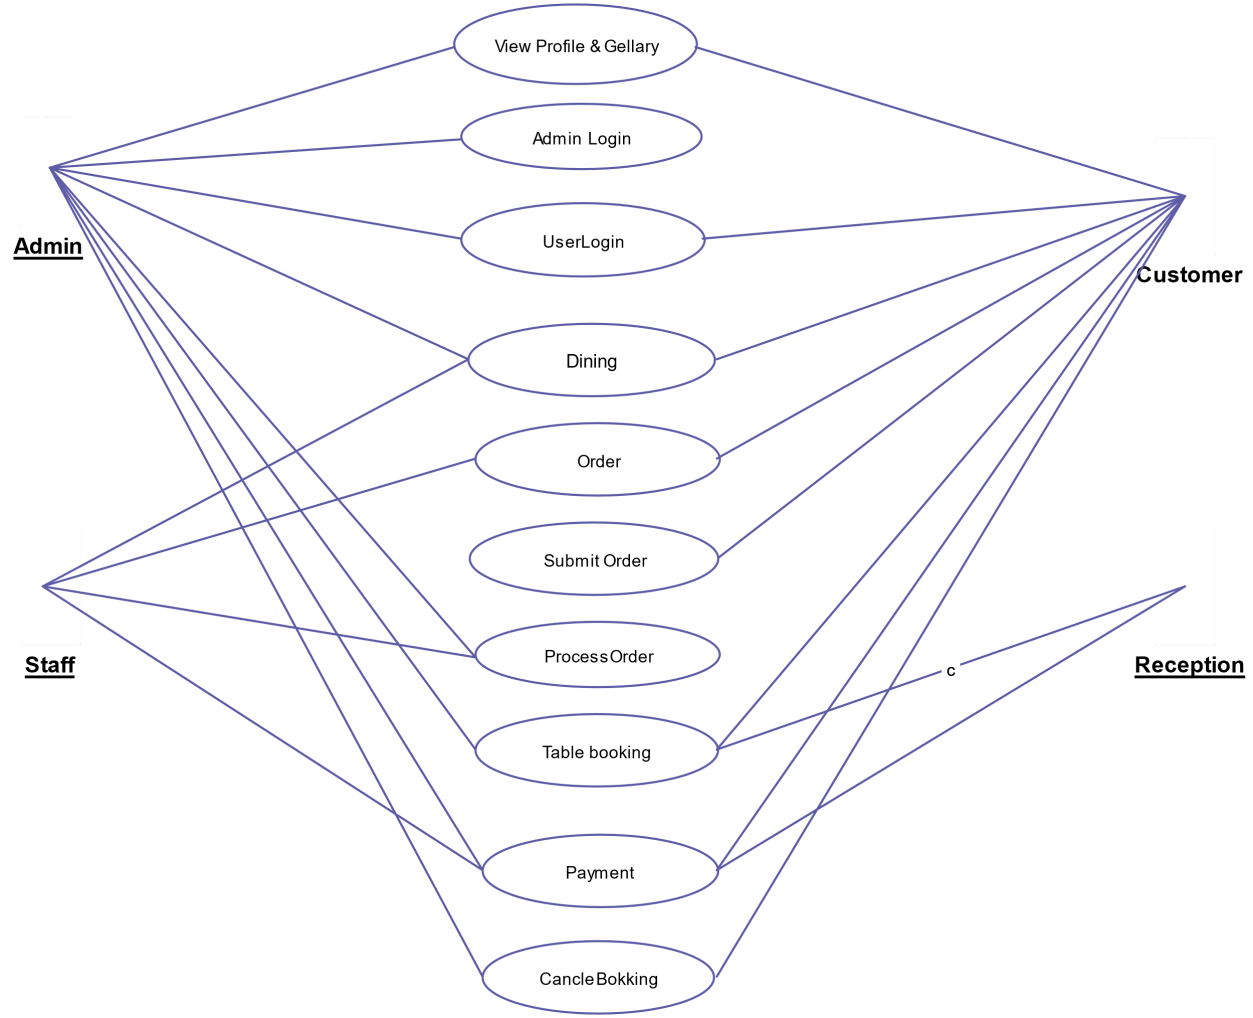 View Profile & Gellary
Admin Login
UserLogin
Admin
Customer
Dining
Order
Submit Order
ProcessOrder
Staff
Reception
c
Table booking
Payment
CancleBokking